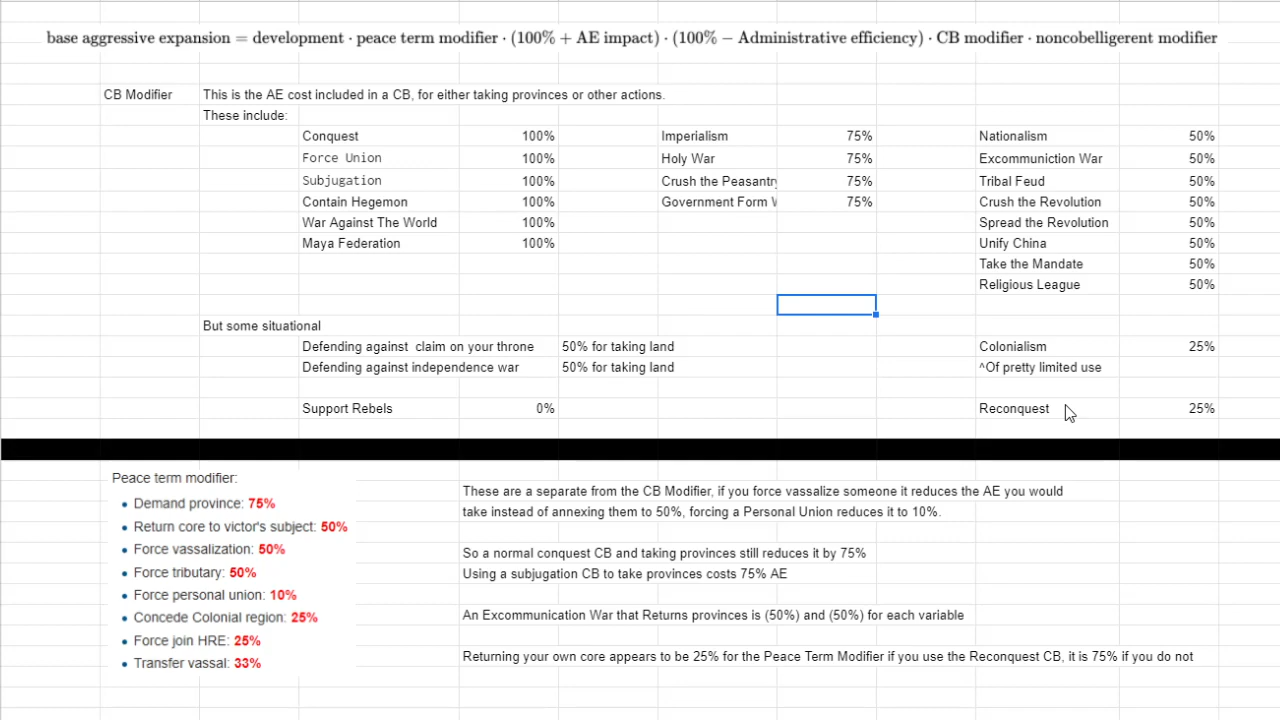 base aggressive expansion = development · peace term modifier · (100% + AE impact) · (100% − Administrative efficiency) · CB modifier · noncobelligerent modifier
CB Modifier This is the AE cost included in a CB, for either taking provinces or other actions.
These include:
Conquest 100% Imperialism 75% Nationalism 50%
Force Union 100% Holy War 75% Excommuniction War 50%
Subjugation 100% Crush the Peasantry 75% Tribal Feud 50%
Contain Hegemon 100% Government Form W 75% Crush the Revolution 50%
War Against The World 100% Spread the Revolution 50%
Maya Federation 100% Unify China 50%
Take the Mandate 50%
Religious League 50%
But some situational
Defending against claim on your throne 50% for taking land Colonialism 25%
Defending against independence war 50% for taking land ^Of pretty limited use
Support Rebels 0% Reconquest 25%
Peace term modifier:
• Demand province: 75%
• Return core to victor's subject: 50%
• Force vassalization: 50%
• Force tributary: 50%
• Force personal union: 10%
• Concede Colonial region: 25%
• Force join HRE: 25%
• Transfer vassal: 33%
These are a separate from the CB Modifier, if you force vassalize someone it reduces the AE you would
take instead of annexing them to 50%, forcing a Personal Union reduces it to 10%.
So a normal conquest CB and taking provinces still reduces it by 75%
Using a subjugation CB to take provinces costs 75% AE
An Excommunication War that Returns provinces is (50%) and (50%) for each variable
Returning your own core appears to be 25% for the Peace Term Modifier if you use the Reconquest CB, it is 75% if you do not